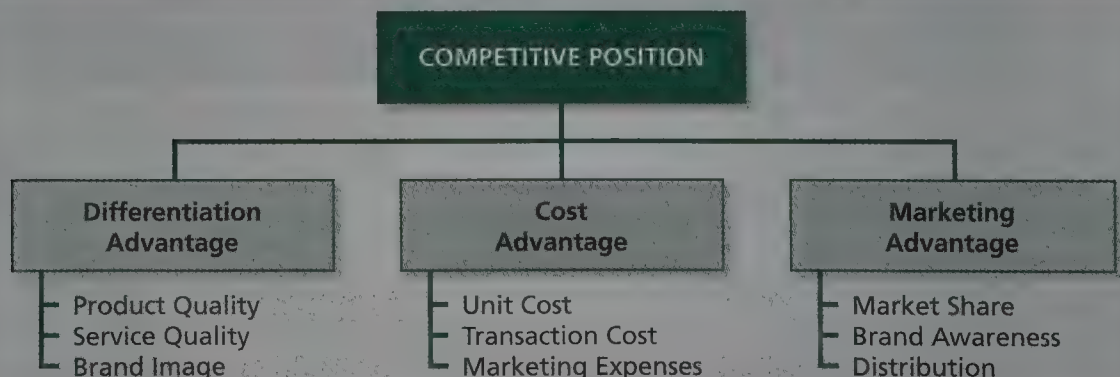 COMPETITIVE POSITION
Differentiation
Advantage
Product Quality
Service Quality
Brand Image
Cost
Advantage
Unit Cost
Transaction Cost
Marketing Expenses
Marketing
Advantage
Market Share
Brand Awareness
Distribution